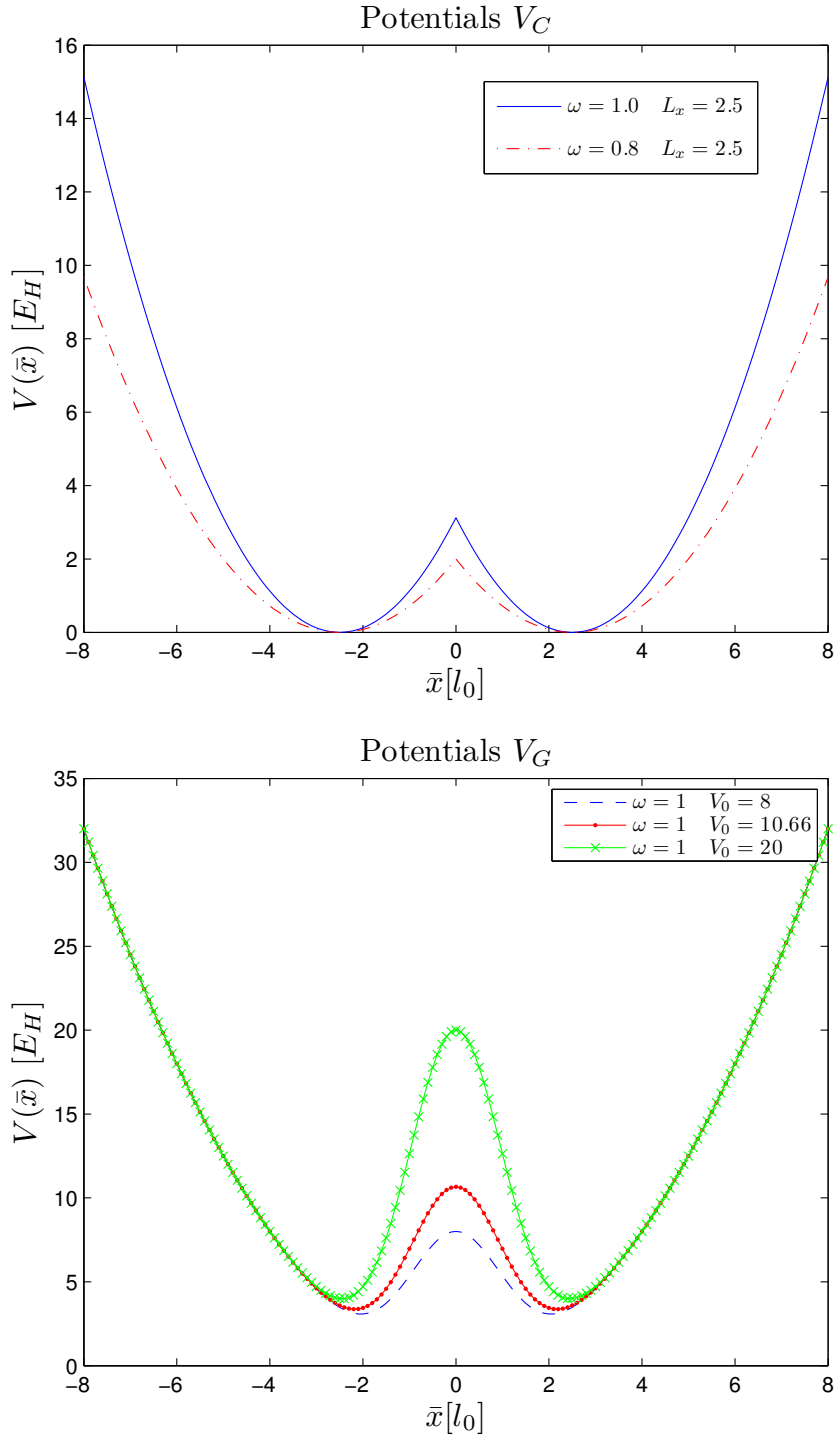 Potentials V_C
16
14
12
10
8
6
4
2
0
−8 −6 −4 −2 0 2 4 6 8
V(x̄) [E_H]
x̄[l_0]
ω = 1.0 L_x = 2.5
ω = 0.8 L_x = 2.5
Potentials V_G
35
30
25
20
15
10
5
0
−8 −6 −4 −2 0 2 4 6 8
V(x̄) [E_H]
x̄[l_0]
ω = 1 V_0 = 8
ω = 1 V_0 = 10.66
ω = 1 V_0 = 20